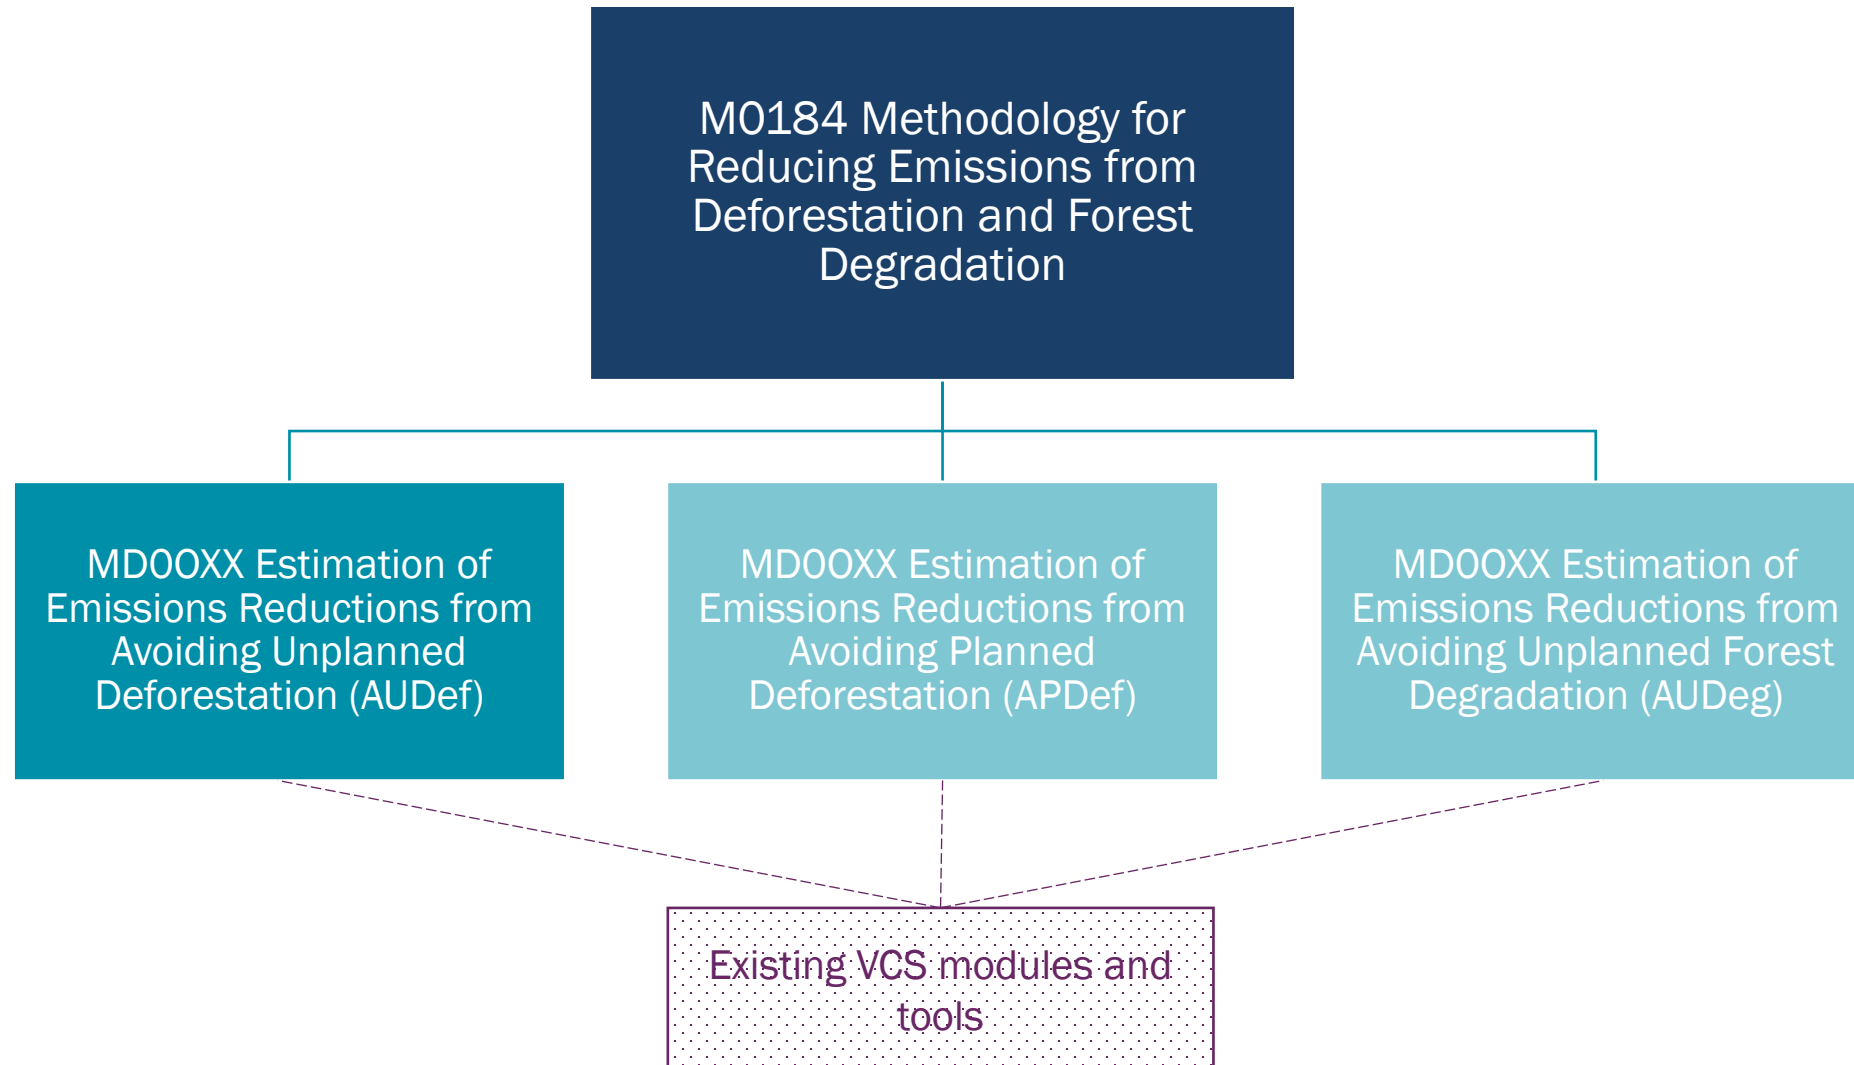 M0184 Methodology for
Reducing Emissions from
Deforestation and Forest
Degradation
MD00XX Estimation of
Emissions Reductions from
Avoiding Unplanned
Deforestation (AUDef)
MD00XX Estimation of
Emissions Reductions from
Avoiding Planned
Deforestation (APDef)
MD00XX Estimation of
Emissions Reductions from
Avoiding Unplanned Forest
Degradation (AUDeg)
Existing VCS modules and
tools